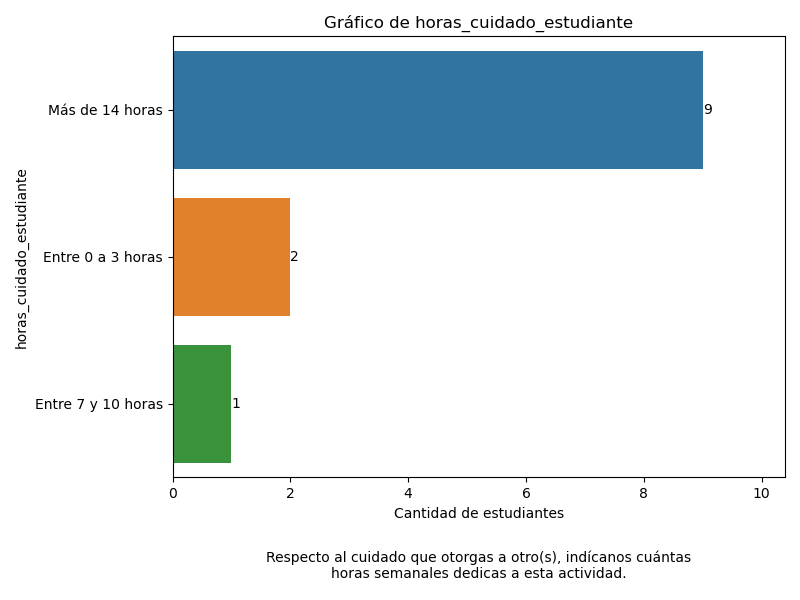 Gráfico de horas_cuidado_estudiante
horas_cuidado_estudiante
Más de 14 horas
9
Entre 0 a 3 horas
2
Entre 7 y 10 horas
1
0 2 4 6 8 10
Cantidad de estudiantes
Respecto al cuidado que otorgas a otro(s), indícanos cuántas
horas semanales dedicas a esta actividad.